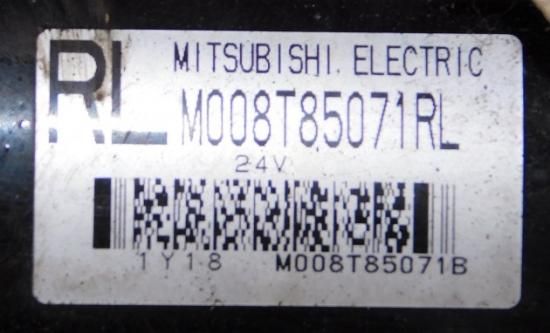 RL MITSUBISHI ELECTRIC
M008T85071RL
24V
1Y18 M008T85071B